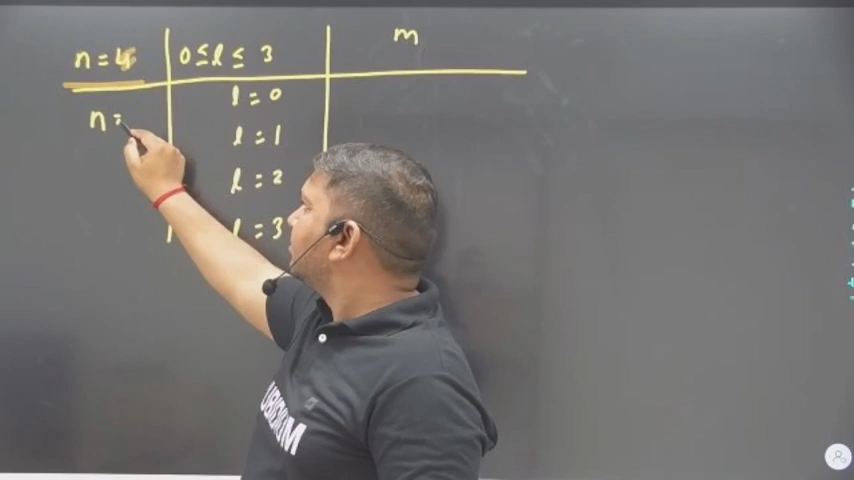 n = 4 0 ≤ l ≤ 3 m
n = l = 0
l = 1
l = 2
l = 3